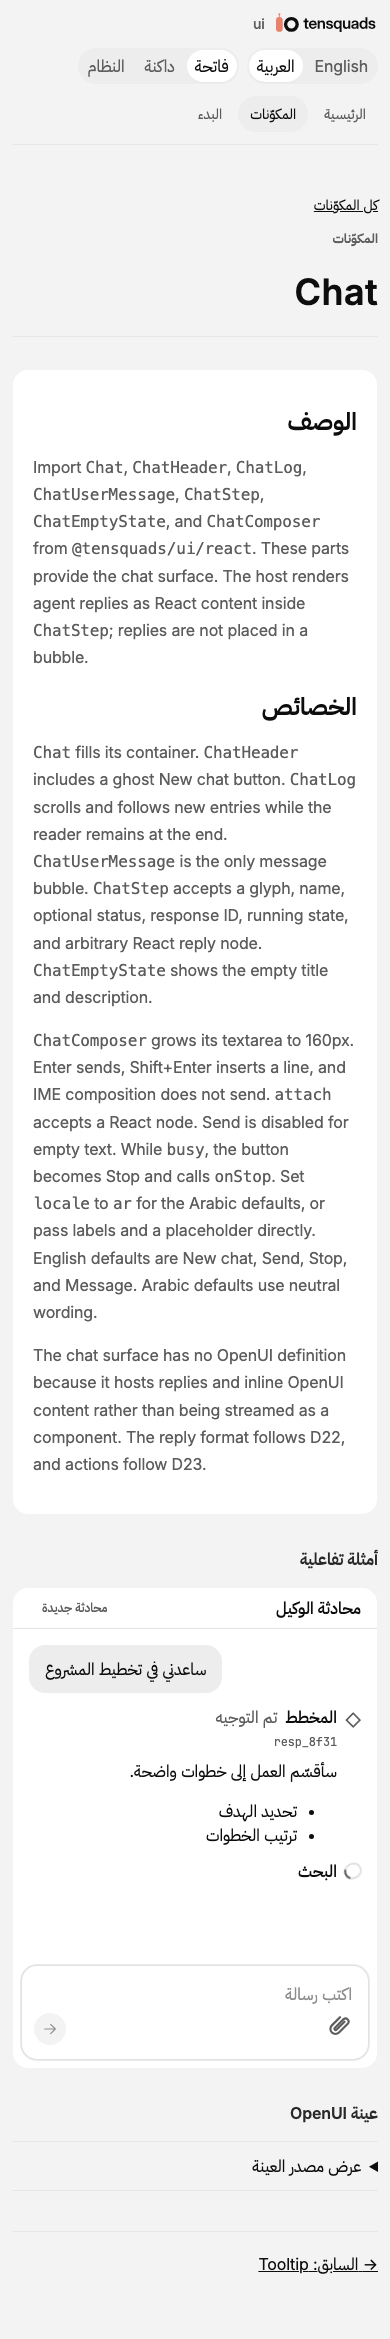 tensquads ui
English العربية فاتحة داكنة النظام
الرئيسية المكوّنات البدء
كل المكوّنات
المكوّنات
Chat
الوصف
Import Chat, ChatHeader, ChatLog,
ChatUserMessage, ChatStep,
ChatEmptyState, and ChatComposer
from @tensquads/ui/react. These parts
provide the chat surface. The host renders
agent replies as React content inside
ChatStep; replies are not placed in a
bubble.
الخصائص
Chat fills its container. ChatHeader
includes a ghost New chat button. ChatLog
scrolls and follows new entries while the
reader remains at the end.
ChatUserMessage is the only message
bubble. ChatStep accepts a glyph, name,
optional status, response ID, running state,
and arbitrary React reply node.
ChatEmptyState shows the empty title
and description.
ChatComposer grows its textarea to 160px.
Enter sends, Shift+Enter inserts a line, and
IME composition does not send. attach
accepts a React node. Send is disabled for
empty text. While busy, the button
becomes Stop and calls onStop. Set
locale to ar for the Arabic defaults, or
pass labels and a placeholder directly.
English defaults are New chat, Send, Stop,
and Message. Arabic defaults use neutral
wording.
The chat surface has no OpenUI definition
because it hosts replies and inline OpenUI
content rather than being streamed as a
component. The reply format follows D22,
and actions follow D23.
أمثلة تفاعلية
محادثة الوكيل محادثة جديدة
ساعدني في تخطيط المشروع
المخطط تم التوجيه
resp_8f31
سأقسّم العمل إلى خطوات واضحة.
• تحديد الهدف
• ترتيب الخطوات
البحث
اكتب رسالة
عينة OpenUI
عرض مصدر العينة
→ السابق: Tooltip